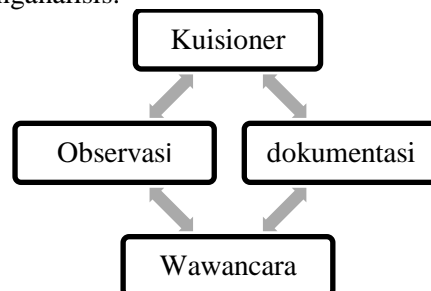 nganalisis.
Kuisioner
Observasi
dokumentasi
Wawancara